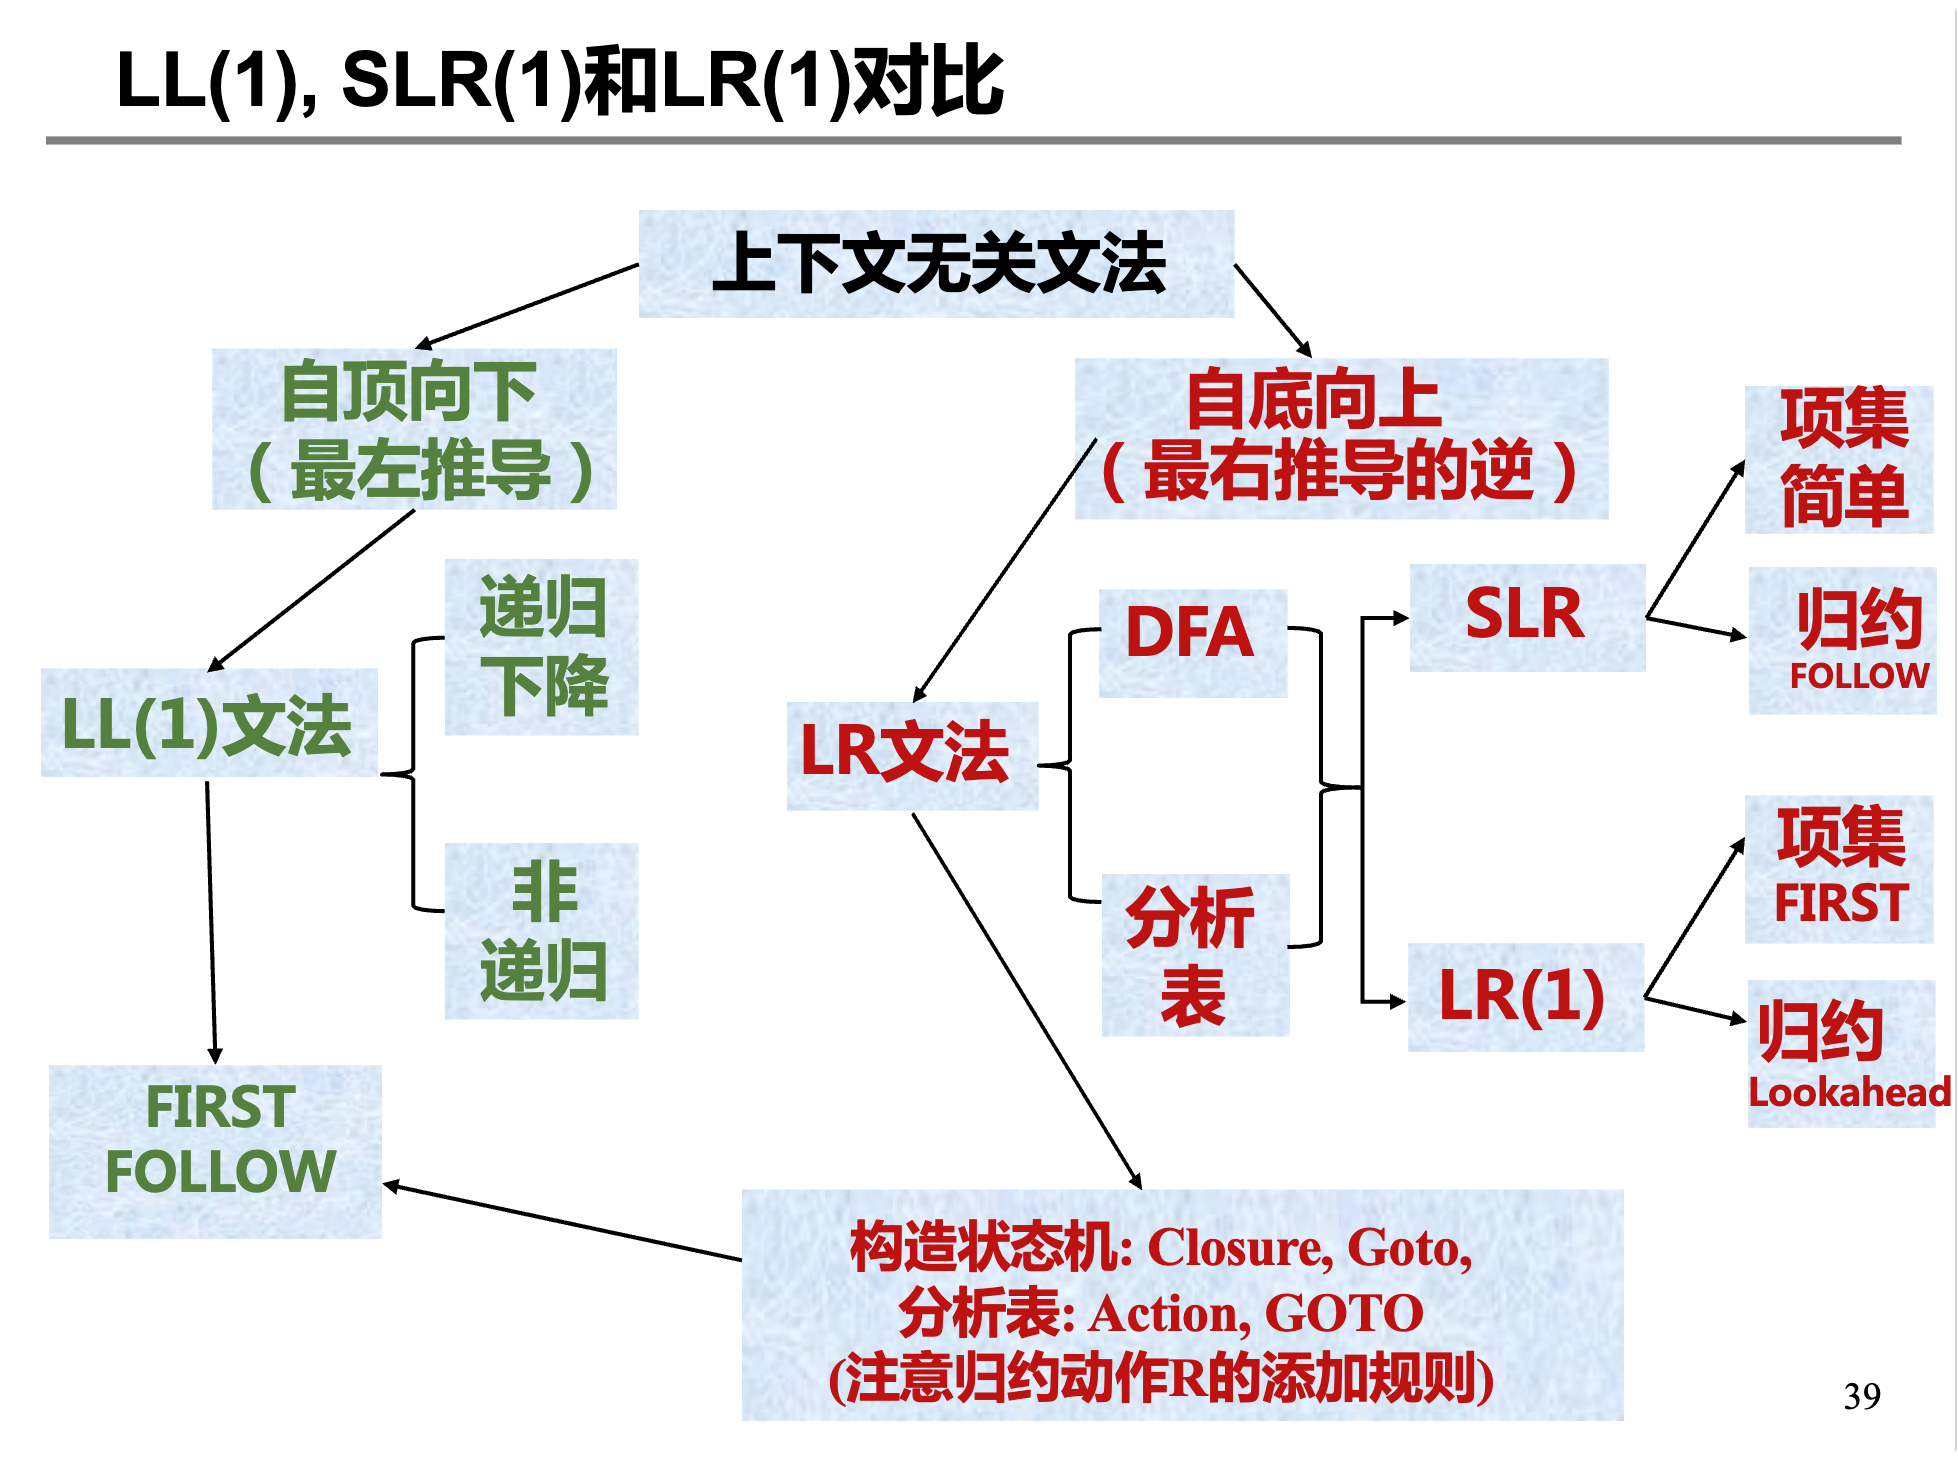 LL(1), SLR(1)和LR(1)对比
上下文无关文法
自顶向下
（最左推导）
自底向上
（最右推导的逆）
项集
简单
递归
下降
DFA
SLR
归约
FOLLOW
LL(1)文法
LR文法
项集
FIRST
非
递归
分析
表
LR(1)
归约
Lookahead
FIRST
FOLLOW
构造状态机: Closure, Goto,
分析表: Action, GOTO
(注意归约动作R的添加规则)
39